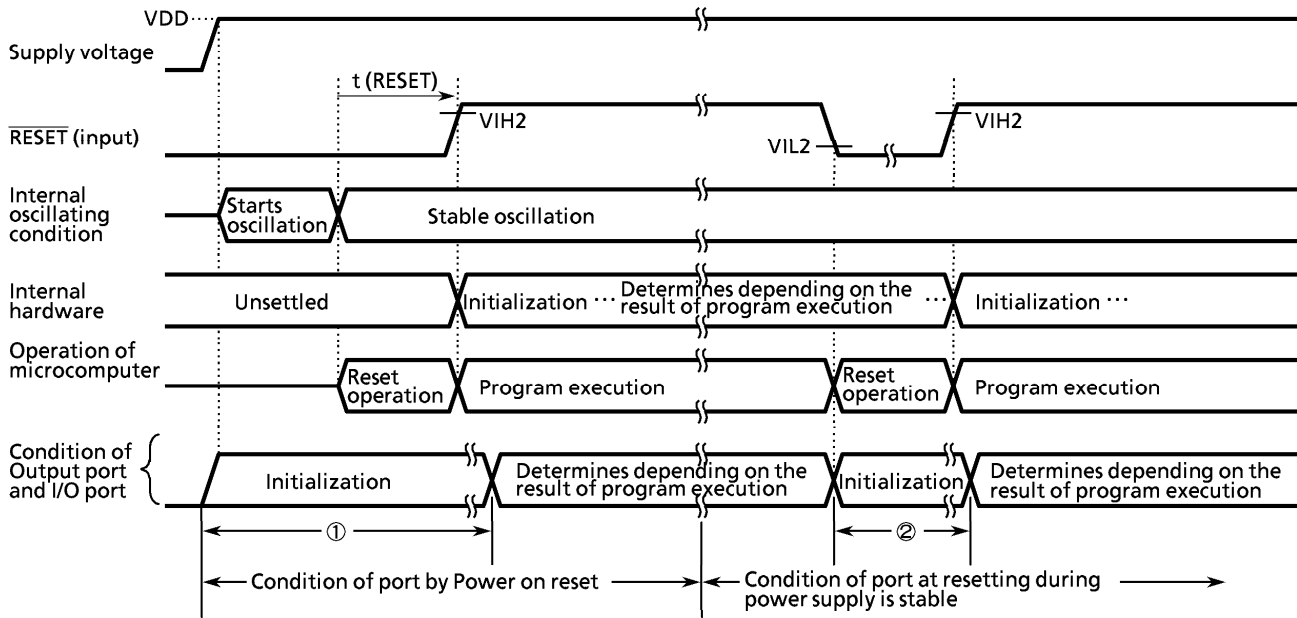 VDD
Supply voltage
t (RESET)
RESET (input)
VIH2
VIL2
VIH2
Internal
oscillating
condition
Starts
oscillation
Stable oscillation
Internal
hardware
Unsettled
Initialization ···
Determines depending on the
result of program execution
···
Initialization ···
Operation of
microcomputer
Reset
operation
Program execution
Reset
operation
Program execution
Condition of
Output port
and I/O port
Initialization
Determines depending on the
result of program execution
Initialization
Determines depending on the
result of program execution
①
②
Condition of port by Power on reset
Condition of port at resetting during
power supply is stable